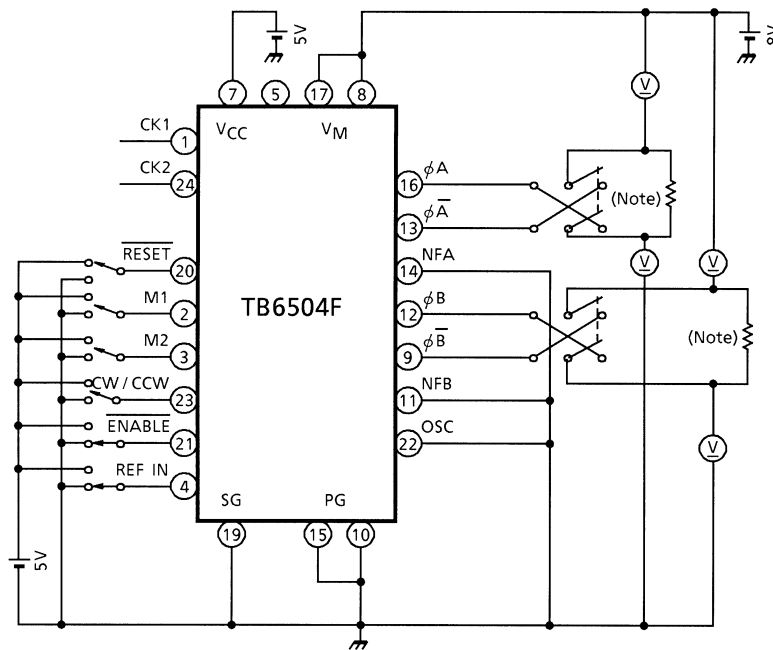 5V
8V
7
5
17
8
V
CK1
1
VCC
VM
CK2
24
16
φA
(Note)
13
φA̅
V
V
R̅E̅S̅E̅T̅
20
TB6504F
14
NFA
M1
2
12
φB
M2
3
9
φB̅
(Note)
CW / CCW
23
11
NFB
E̅N̅A̅B̅L̅E̅
21
22
OSC
V
REF IN
4
SG
PG
19
15
10
5V